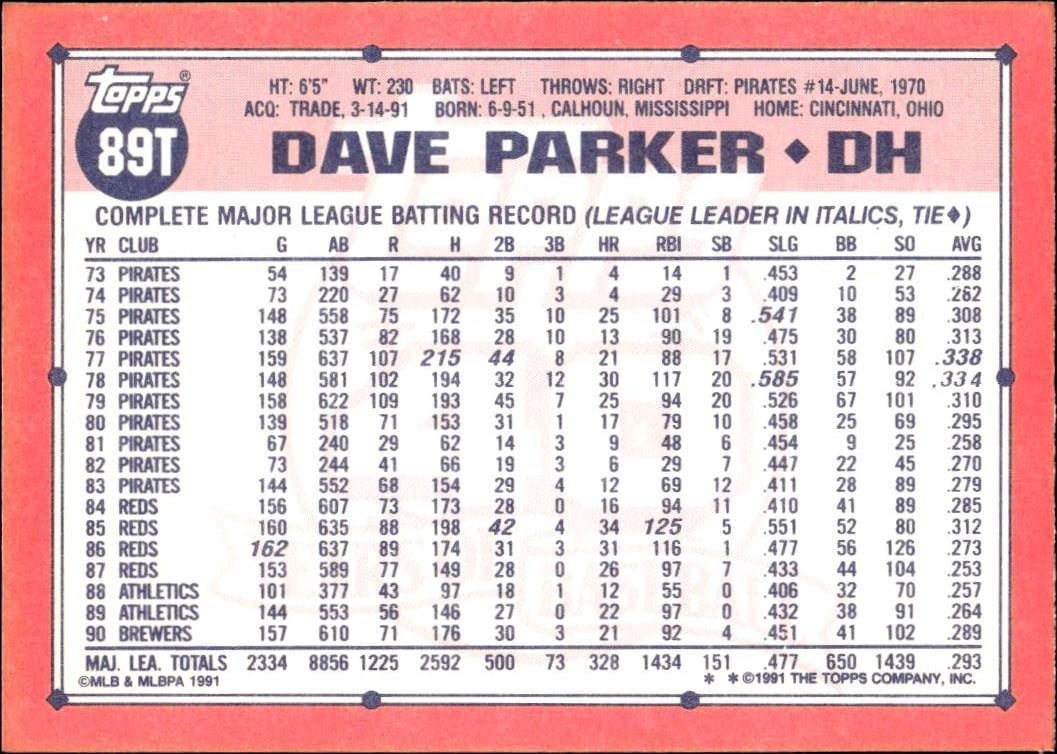 topps®
89T
HT: 6'5" WT: 230 BATS: LEFT THROWS: RIGHT DRFT: PIRATES #14-JUNE, 1970
ACQ: TRADE, 3-14-91 BORN: 6-9-51, CALHOUN, MISSISSIPPI HOME: CINCINNATI, OHIO
DAVE PARKER ◆ DH
COMPLETE MAJOR LEAGUE BATTING RECORD (LEAGUE LEADER IN ITALICS, TIE◆)
YR CLUB G AB R H 2B 3B HR RBI SB SLG BB SO AVG
73 PIRATES 54 139 17 40 9 1 4 14 1 .453 2 27 .288
74 PIRATES 73 220 27 62 10 3 4 29 3 .409 10 53 .282
75 PIRATES 148 558 75 172 35 10 25 101 8 .541 38 89 .308
76 PIRATES 138 537 82 168 28 10 13 90 19 .475 30 80 .313
77 PIRATES 159 637 107 215 44 8 21 88 17 .531 58 107 .338
78 PIRATES 148 581 102 194 32 12 30 117 20 .585 57 92 .334
79 PIRATES 158 622 109 193 45 7 25 94 20 .526 67 101 .310
80 PIRATES 139 518 71 153 31 1 17 79 10 .458 25 69 .295
81 PIRATES 67 240 29 62 14 3 9 48 6 .454 9 25 .258
82 PIRATES 73 244 41 66 19 3 6 29 7 .447 22 45 .270
83 PIRATES 144 552 68 154 29 4 12 69 12 .411 28 89 .279
84 REDS 156 607 73 173 28 0 16 94 11 .410 41 89 .285
85 REDS 160 635 88 198 42 4 34 125 5 .551 52 80 .312
86 REDS 162 637 89 174 31 3 31 116 1 .477 56 126 .273
87 REDS 153 589 77 149 28 0 26 97 7 .433 44 104 .253
88 ATHLETICS 101 377 43 97 18 1 12 55 0 .406 32 70 .257
89 ATHLETICS 144 553 56 146 27 0 22 97 0 .432 38 91 .264
90 BREWERS 157 610 71 176 30 3 21 92 4 .451 41 102 .289
MAJ. LEA. TOTALS 2334 8856 1225 2592 500 73 328 1434 151 .477 650 1439 .293
©MLB & MLBPA 1991 * *©1991 THE TOPPS COMPANY, INC.